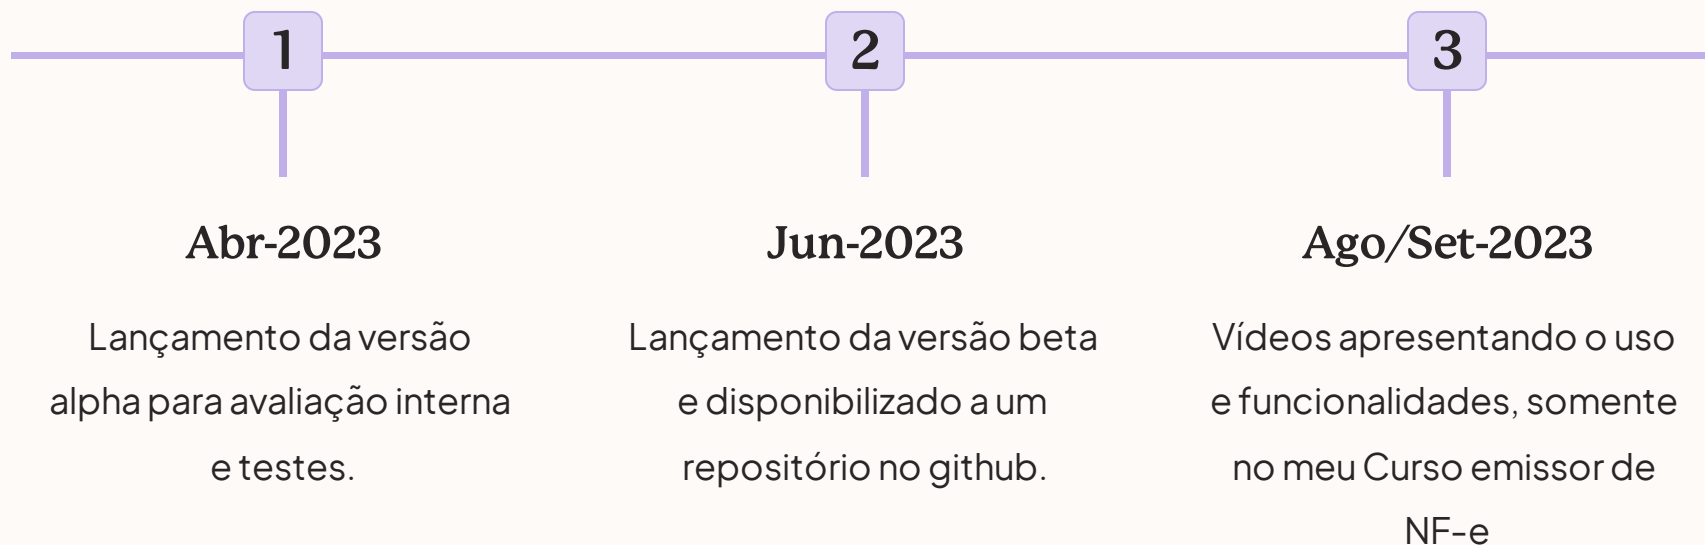 1
2
3
Abr-2023
Lançamento da versão
alpha para avaliação interna
e testes.
Jun-2023
Lançamento da versão beta
e disponibilizado a um
repositório no github.
Ago/Set-2023
Vídeos apresentando o uso
e funcionalidades, somente
no meu Curso emissor de
NF-e